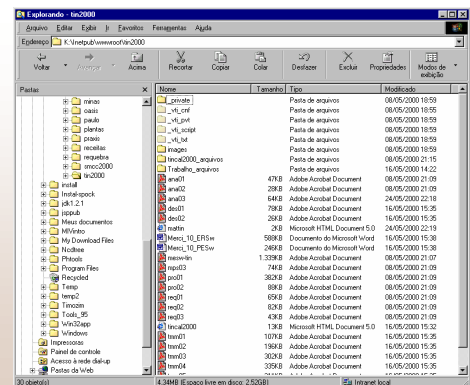 Explorando - tin2000
Arquivo Editar Exibir Ir Favoritos Ferramentas Ajuda
Endereço K:\Inetpub\wwwroot\tin2000
Voltar Avançar Acima Recortar Copiar Colar Desfazer Excluir Propriedades Modos de exibição
Pastas
minas
oasis
paulo
plantas
praxis
receitas
requebra
smcc2000
tin2000
install
Instal-spock
jdk1.2.1
jsppub
Meus documentos
MIVintro
My Download Files
Ncdtree
Phtools
Program Files
Recycled
Temp
temp2
Timozim
Tools_95
Win32app
Windows
Impressoras
Painel de controle
Acesso à rede dial-up
Pastas da Web
Nome Tamanho Tipo Modificado
_private Pasta de arquivos 08/05/2000 18:59
_vti_cnf Pasta de arquivos 08/05/2000 18:59
_vti_pvt Pasta de arquivos 08/05/2000 18:59
_vti_script Pasta de arquivos 08/05/2000 18:59
_vti_txt Pasta de arquivos 08/05/2000 18:59
images Pasta de arquivos 08/05/2000 18:59
tincal2000_arquivos Pasta de arquivos 08/05/2000 21:15
Trabalho_arquivos Pasta de arquivos 16/05/2000 14:22
ana01 47KB Adobe Acrobat Document 08/05/2000 21:09
ana02 28KB Adobe Acrobat Document 08/05/2000 21:09
ana03 64KB Adobe Acrobat Document 24/05/2000 22:18
des01 78KB Adobe Acrobat Document 16/05/2000 15:35
des02 26KB Adobe Acrobat Document 16/05/2000 15:35
mattin 2KB Microsoft HTML Document 5.0 24/05/2000 22:19
Merci_10_ERSw 588KB Documento do Microsoft Word 16/05/2000 15:38
Merci_10_PESw 246KB Documento do Microsoft Word 16/05/2000 15:38
mesw-tin 1.339KB Adobe Acrobat Document 08/05/2000 21:07
mps03 74KB Adobe Acrobat Document 08/05/2000 21:09
pro01 382KB Adobe Acrobat Document 08/05/2000 21:09
pro02 88KB Adobe Acrobat Document 08/05/2000 21:09
req01 65KB Adobe Acrobat Document 08/05/2000 21:09
req02 82KB Adobe Acrobat Document 08/05/2000 21:09
req03 43KB Adobe Acrobat Document 08/05/2000 21:09
tincal2000 13KB Microsoft HTML Document 5.0 16/05/2000 15:32
tnm01 107KB Adobe Acrobat Document 16/05/2000 15:35
tnm02 196KB Adobe Acrobat Document 16/05/2000 15:35
tnm03 302KB Adobe Acrobat Document 16/05/2000 15:35
tnm04 335KB Adobe Acrobat Document 16/05/2000 15:35
30 objeto(s) 4,34MB (Espaço livre em disco: 2,52GB) Intranet local